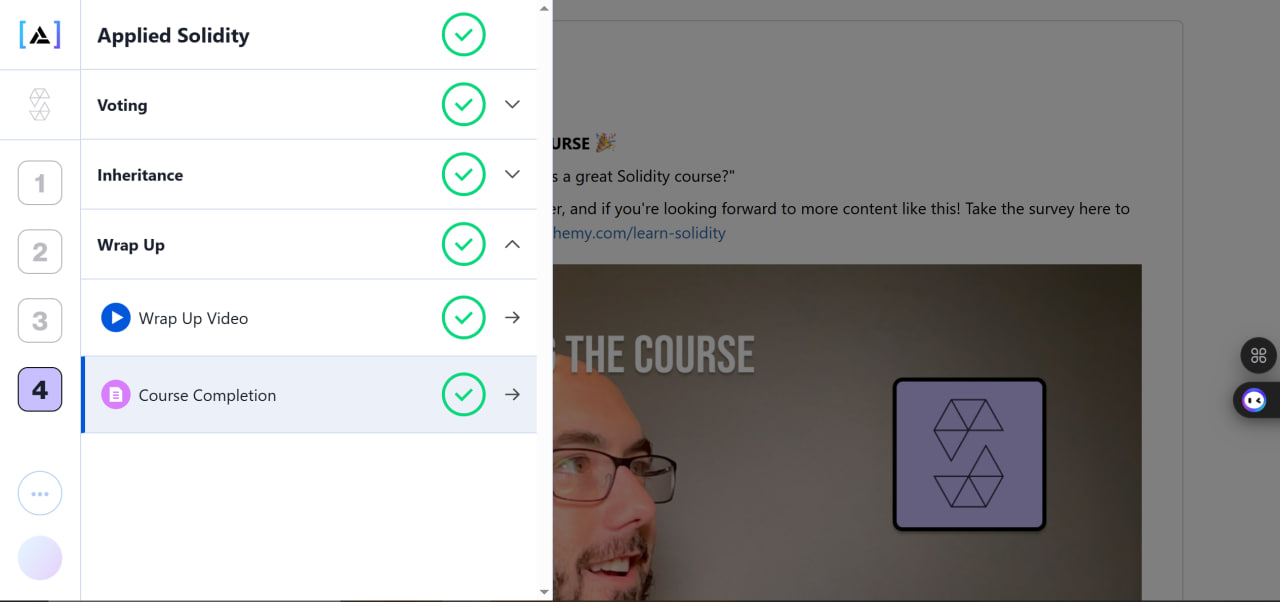 Applied Solidity
Voting
Inheritance
Wrap Up
Wrap Up Video
Course Completion
1
2
3
4
URSE 🎉
s a great Solidity course?"
er, and if you're looking forward to more content like this! Take the survey here to
hemy.com/learn-solidity
THE COURSE